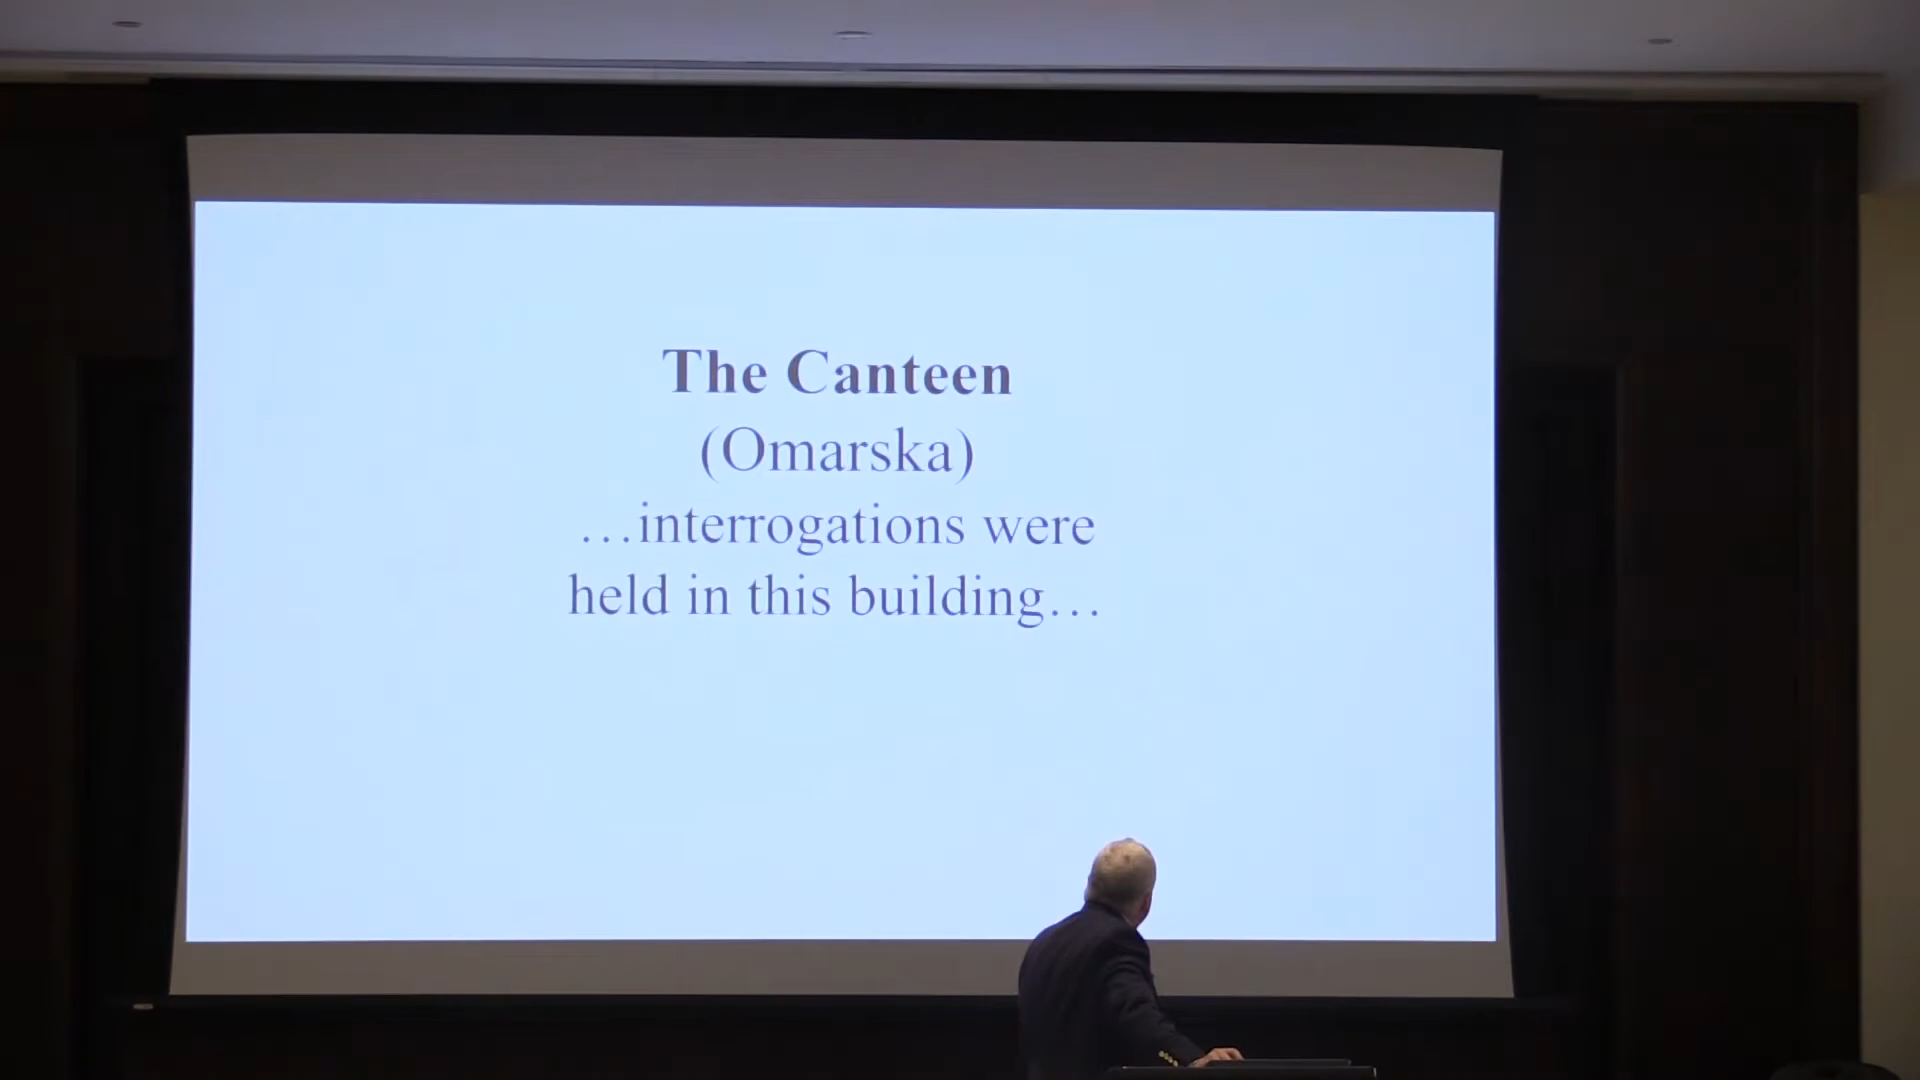 The Canteen
(Omarska)
…interrogations were
held in this building…